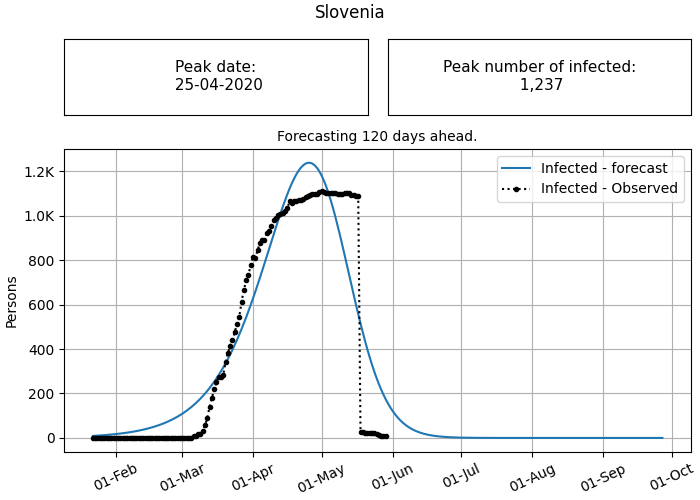 Slovenia
Peak date:
25-04-2020
Peak number of infected:
1,237
Forecasting 120 days ahead.
Infected - forecast
Infected - Observed
1.2K
1.0K
800
600
400
200
0
Persons
01-Feb
01-Mar
01-Apr
01-May
01-Jun
01-Jul
01-Aug
01-Sep
01-Oct